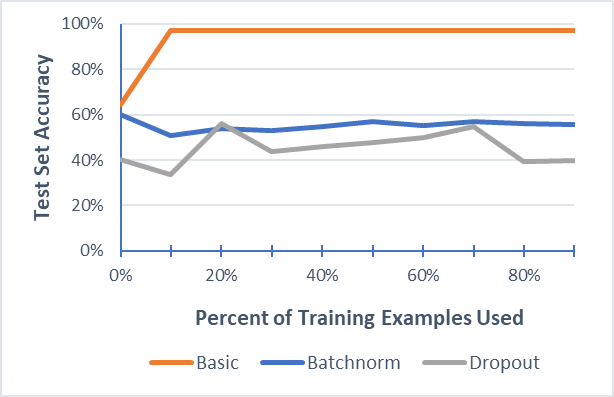 100%
80%
60%
40%
20%
0%
Test Set Accuracy
0% 20% 40% 60% 80%
Percent of Training Examples Used
Basic Batchnorm Dropout